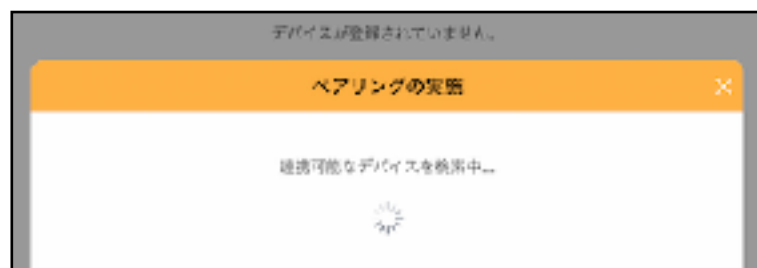 デバイスが登録されていません。
ペアリングの実施
連携可能なデバイスを検索中...